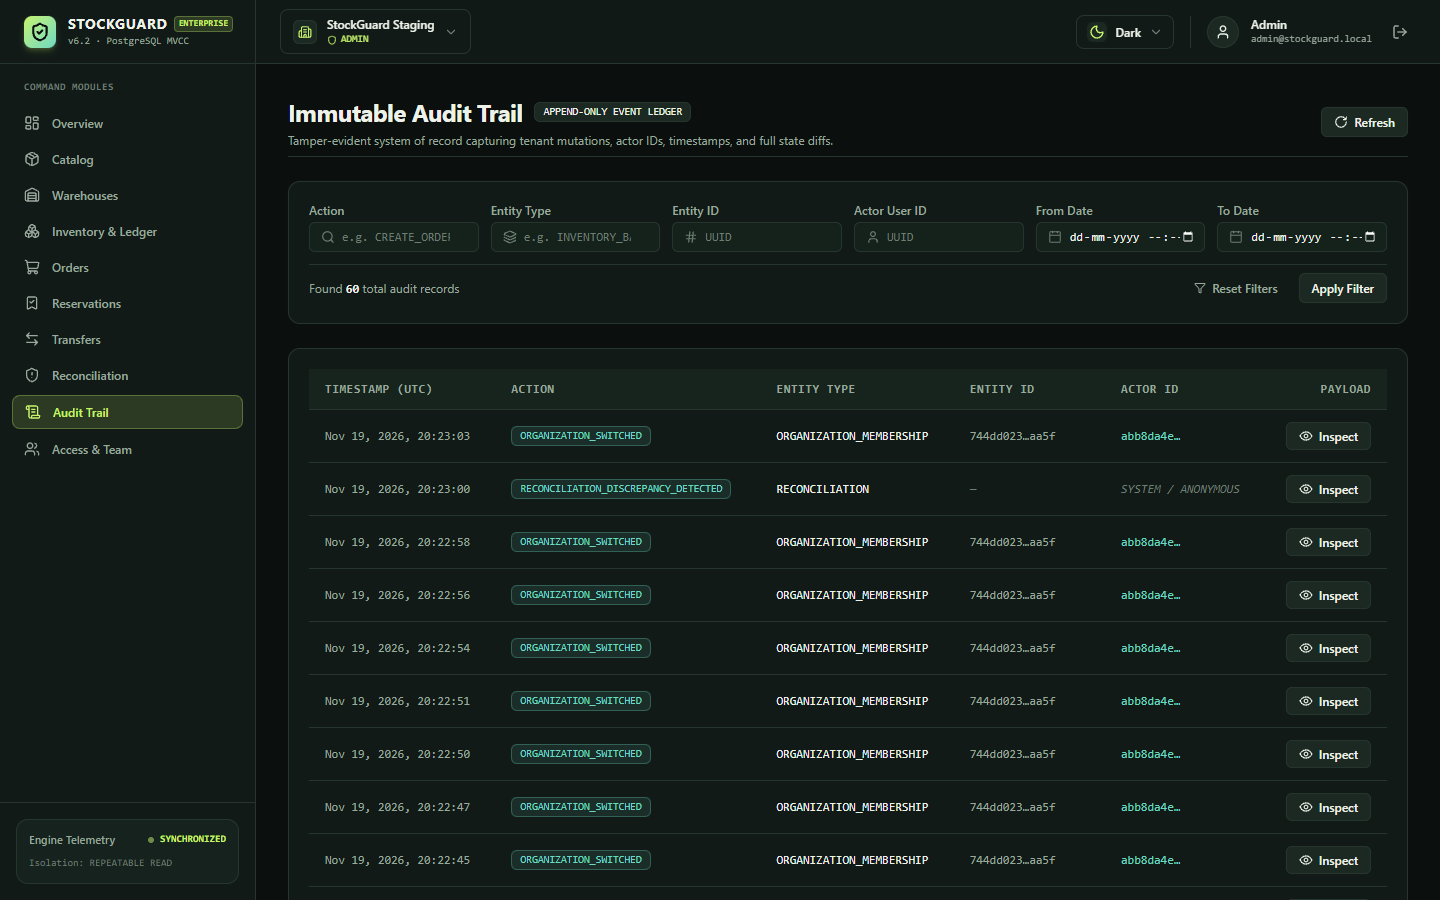 STOCKGUARD ENTERPRISE
v6.2 · PostgreSQL MVCC
StockGuard Staging
ADMIN
Dark
Admin
admin@stockguard.local
COMMAND MODULES
Overview
Catalog
Warehouses
Inventory & Ledger
Orders
Reservations
Transfers
Reconciliation
Audit Trail
Access & Team
Engine Telemetry SYNCHRONIZED
Isolation: REPEATABLE READ
Immutable Audit Trail APPEND-ONLY EVENT LEDGER
Tamper-evident system of record capturing tenant mutations, actor IDs, timestamps, and full state diffs.
Refresh
Action Entity Type Entity ID Actor User ID From Date To Date
e.g. CREATE_ORDE e.g. INVENTORY_B UUID UUID dd-mm-yyyy --:-- dd-mm-yyyy --:--
Found 60 total audit records Reset Filters Apply Filter
TIMESTAMP (UTC) ACTION ENTITY TYPE ENTITY ID ACTOR ID PAYLOAD
Nov 19, 2026, 20:23:03 ORGANIZATION_SWITCHED ORGANIZATION_MEMBERSHIP 744dd023…aa5f abb8da4e… Inspect
Nov 19, 2026, 20:23:00 RECONCILIATION_DISCREPANCY_DETECTED RECONCILIATION — SYSTEM / ANONYMOUS Inspect
Nov 19, 2026, 20:22:58 ORGANIZATION_SWITCHED ORGANIZATION_MEMBERSHIP 744dd023…aa5f abb8da4e… Inspect
Nov 19, 2026, 20:22:56 ORGANIZATION_SWITCHED ORGANIZATION_MEMBERSHIP 744dd023…aa5f abb8da4e… Inspect
Nov 19, 2026, 20:22:54 ORGANIZATION_SWITCHED ORGANIZATION_MEMBERSHIP 744dd023…aa5f abb8da4e… Inspect
Nov 19, 2026, 20:22:51 ORGANIZATION_SWITCHED ORGANIZATION_MEMBERSHIP 744dd023…aa5f abb8da4e… Inspect
Nov 19, 2026, 20:22:50 ORGANIZATION_SWITCHED ORGANIZATION_MEMBERSHIP 744dd023…aa5f abb8da4e… Inspect
Nov 19, 2026, 20:22:47 ORGANIZATION_SWITCHED ORGANIZATION_MEMBERSHIP 744dd023…aa5f abb8da4e… Inspect
Nov 19, 2026, 20:22:45 ORGANIZATION_SWITCHED ORGANIZATION_MEMBERSHIP 744dd023…aa5f abb8da4e… Inspect